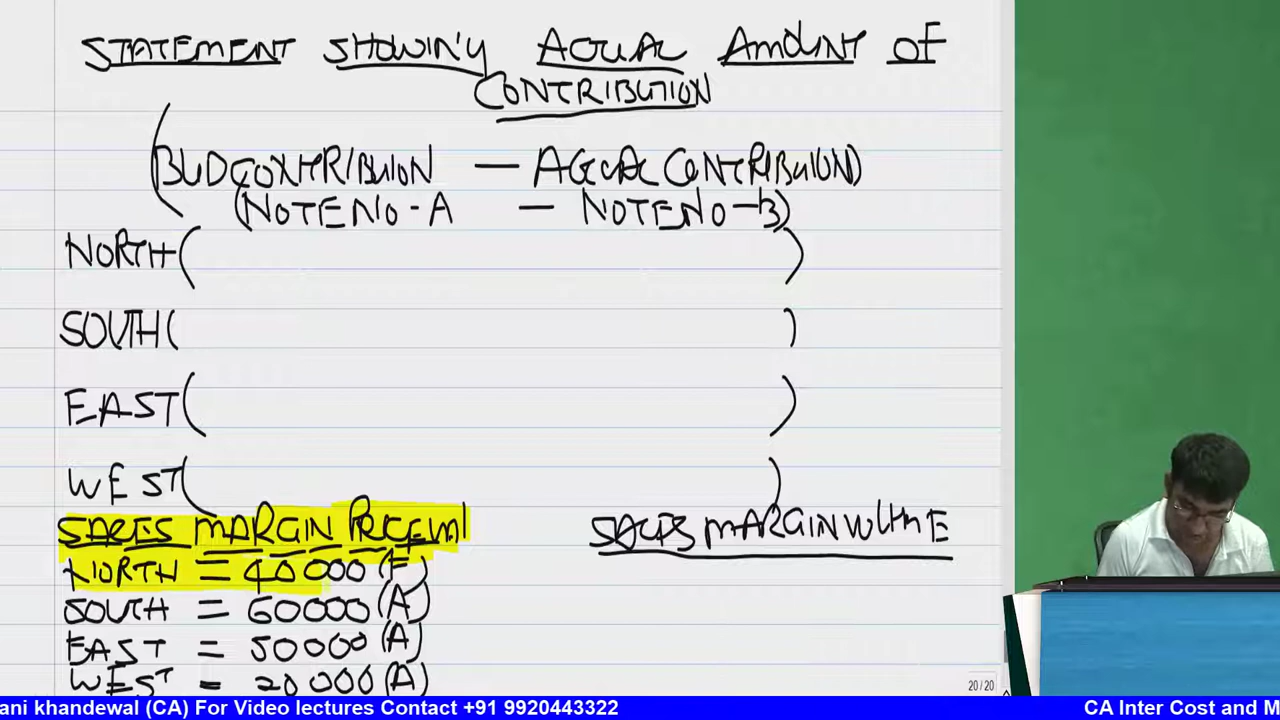 STATEMENT SHOWING ACTUAL AMOUNT OF
CONTRIBUTION
(BUD CONTRIBUTION — ACTUAL CONTRIBUTION)
(NOTE NO - A — NOTE NO - B)
NORTH ( )
SOUTH ( )
EAST ( )
WEST ( )
SALES MARGIN PRICE VAR
NORTH = 40000 (F)
SOUTH = 60000 (A)
EAST = 50000 (A)
WEST = 20000 (A)
SALES MARGIN VOLUME
20 / 20
ani khandewal (CA) For Video lectures Contact +91 9920443322
CA Inter Cost and M